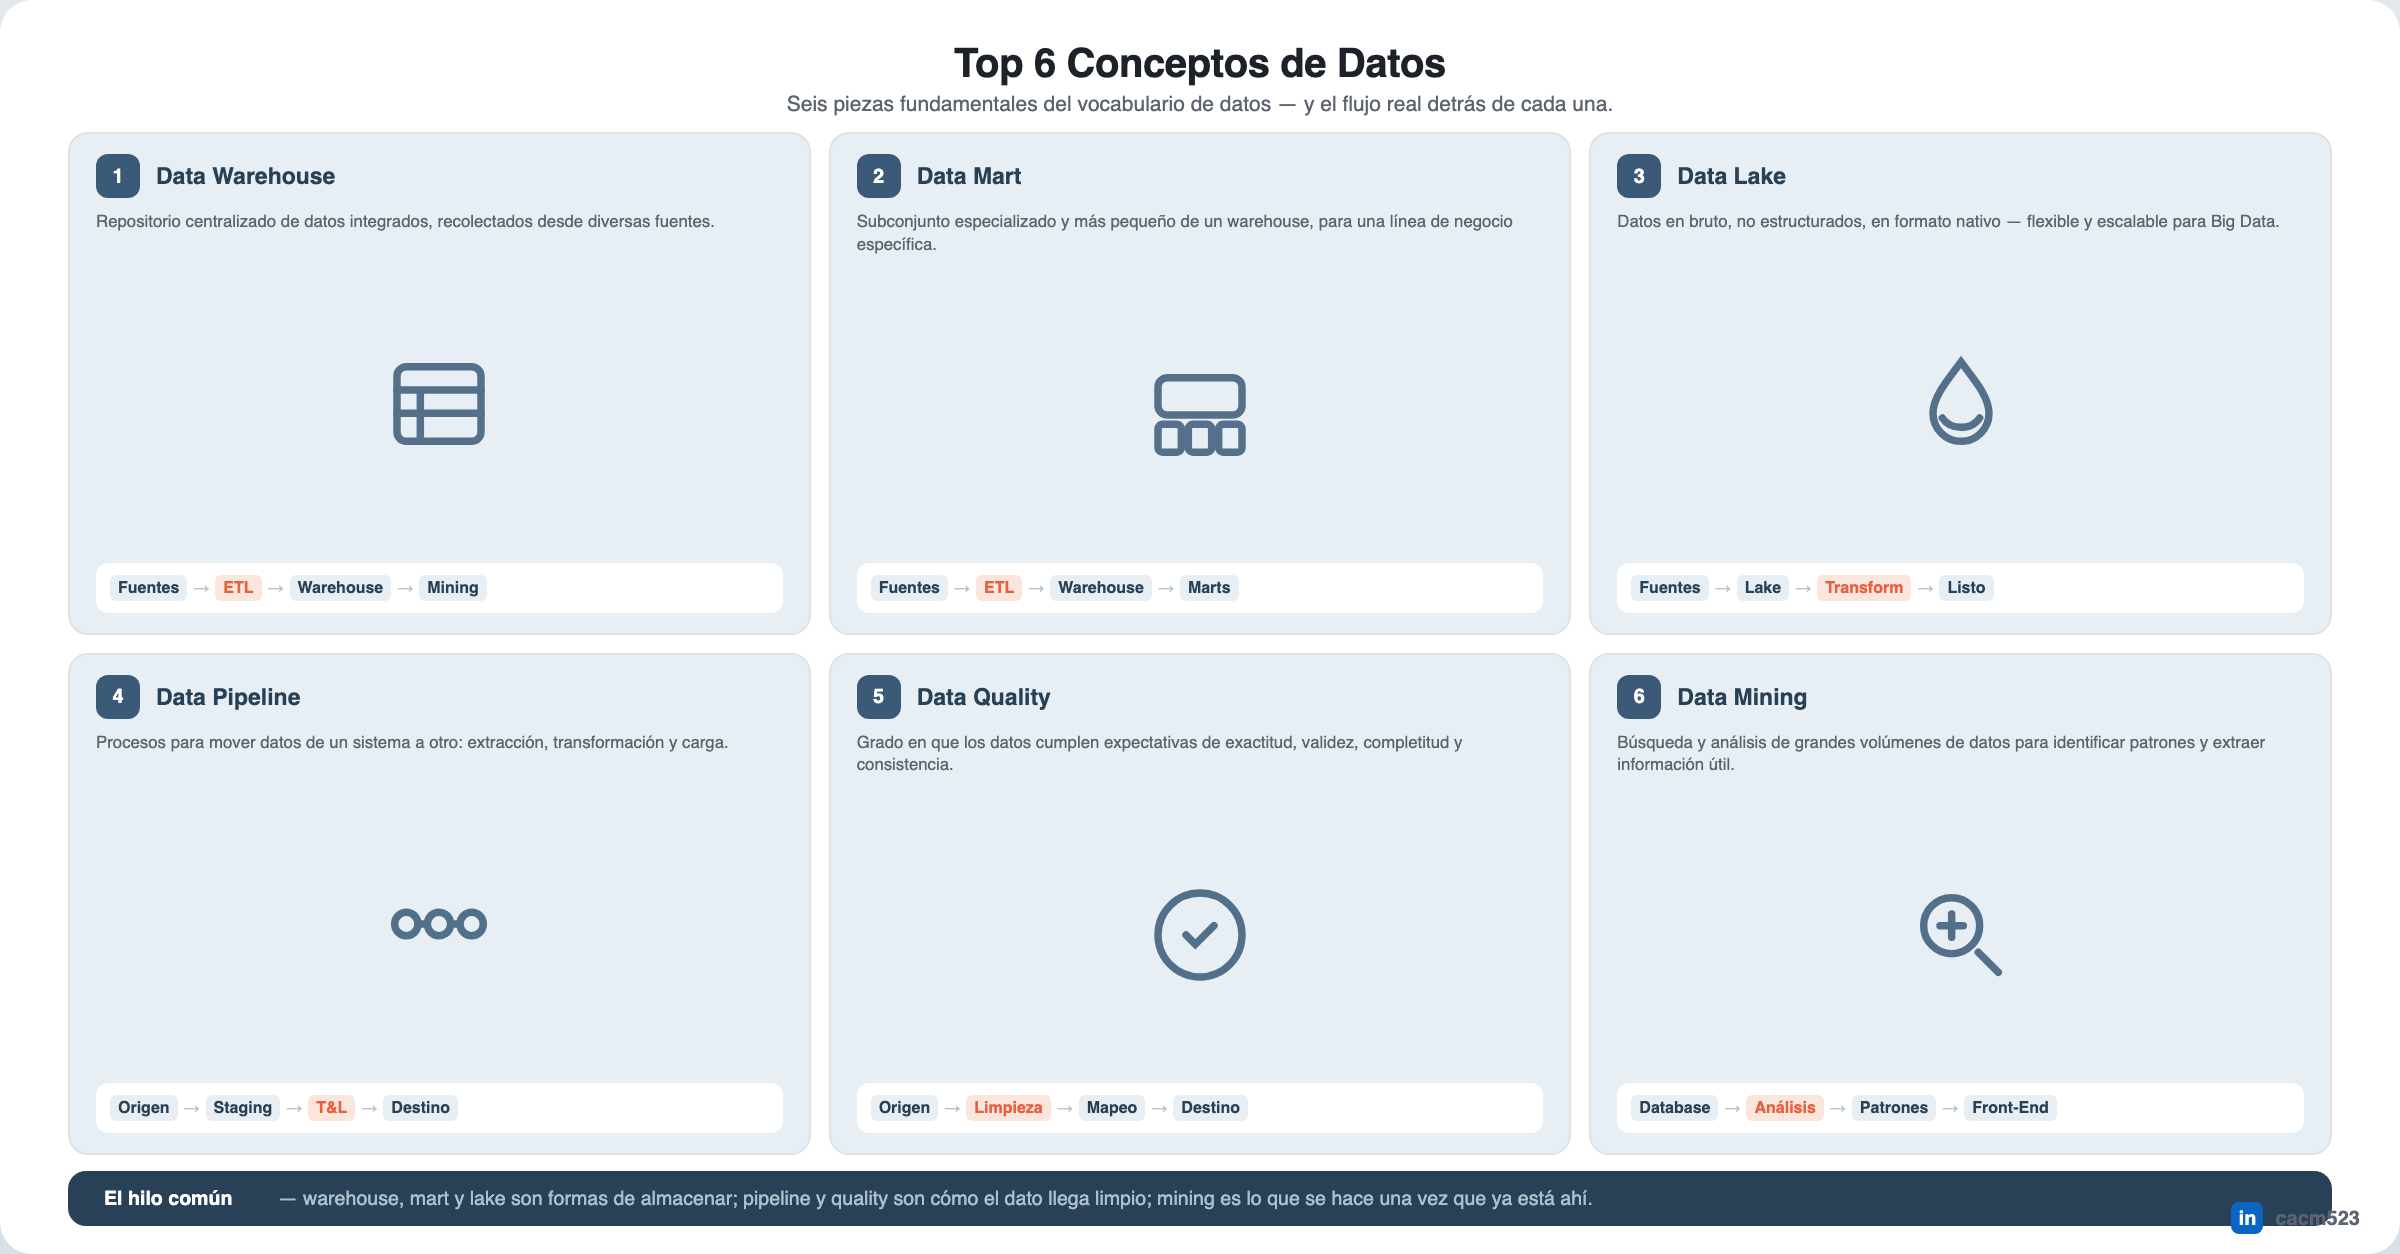 Top 6 Conceptos de Datos
Seis piezas fundamentales del vocabulario de datos — y el flujo real detrás de cada una.
1 Data Warehouse
Repositorio centralizado de datos integrados, recolectados desde diversas fuentes.
Fuentes → ETL → Warehouse → Mining
2 Data Mart
Subconjunto especializado y más pequeño de un warehouse, para una línea de negocio
específica.
Fuentes → ETL → Warehouse → Marts
3 Data Lake
Datos en bruto, no estructurados, en formato nativo — flexible y escalable para Big Data.
Fuentes → Lake → Transform → Listo
4 Data Pipeline
Procesos para mover datos de un sistema a otro: extracción, transformación y carga.
Origen → Staging → T&L → Destino
5 Data Quality
Grado en que los datos cumplen expectativas de exactitud, validez, completitud y
consistencia.
Origen → Limpieza → Mapeo → Destino
6 Data Mining
Búsqueda y análisis de grandes volúmenes de datos para identificar patrones y extraer
información útil.
Database → Análisis → Patrones → Front-End
El hilo común — warehouse, mart y lake son formas de almacenar; pipeline y quality son cómo el dato llega limpio; mining es lo que se hace una vez que ya está ahí.
in cacm523